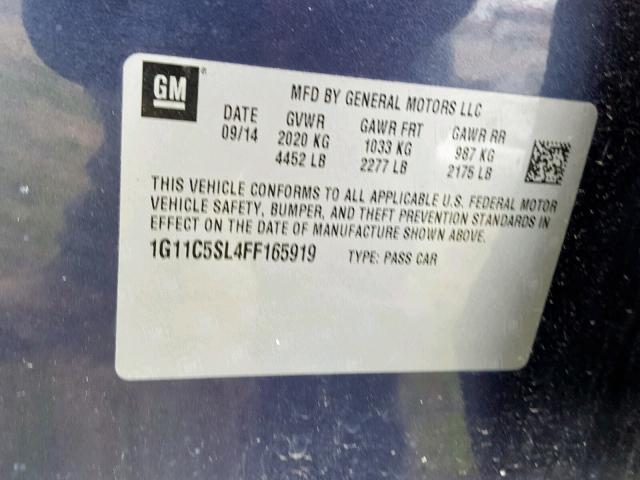 GM
MFD BY GENERAL MOTORS LLC
DATE GVWR GAWR FRT GAWR RR
09/14 2020 KG 1033 KG 987 KG
4452 LB 2277 LB 2175 LB
THIS VEHICLE CONFORMS TO ALL APPLICABLE U.S. FEDERAL MOTOR
VEHICLE SAFETY, BUMPER, AND THEFT PREVENTION STANDARDS IN
EFFECT ON THE DATE OF MANUFACTURE SHOWN ABOVE.
1G11C5SL4FF165919 TYPE: PASS CAR